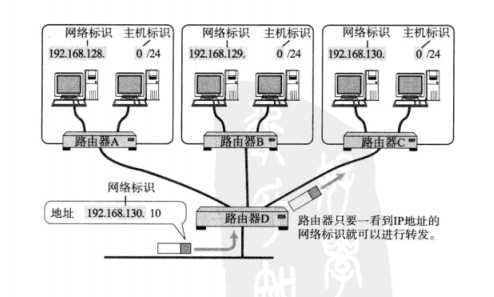 网络标识 主机标识
192.168.128. 0 /24
网络标识 主机标识
192.168.129. 0 /24
网络标识 主机标识
192.168.130. 0 /24
路由器A
路由器B
路由器C
网络标识
地址 192.168.130. 10
路由器D
路由器只要一看到IP地址的
网络标识就可以进行转发。